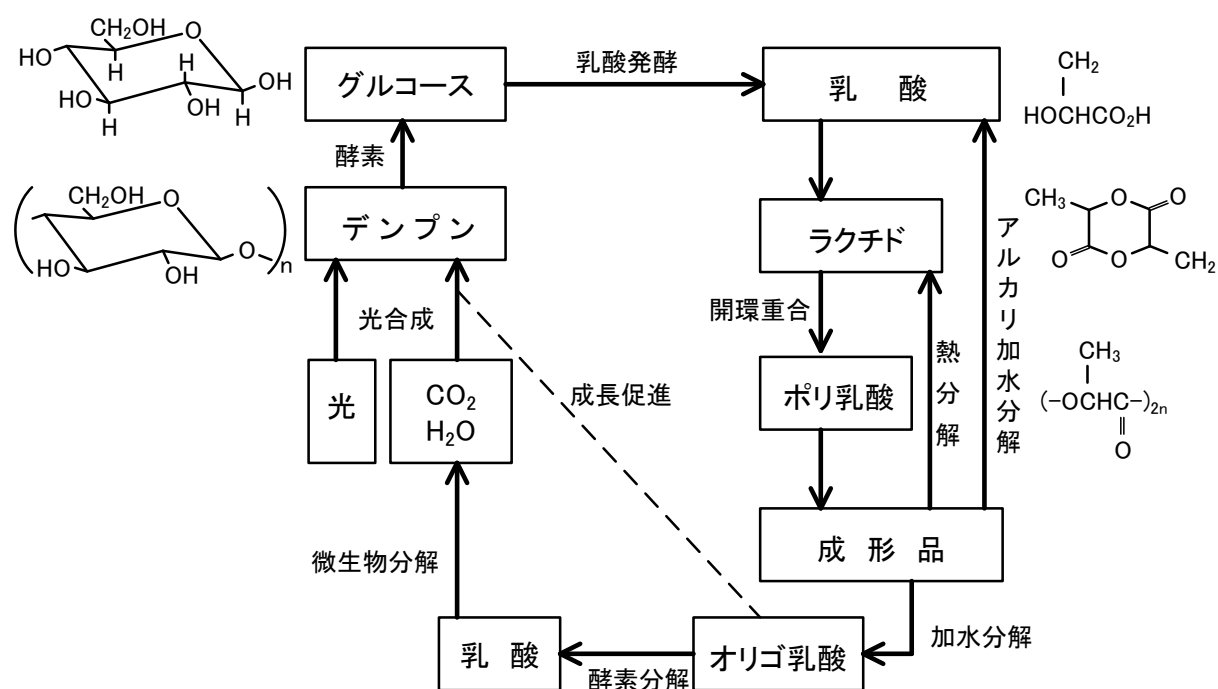 CH2OH
O
HO
H
H
HO
OH
H
OH
H
グルコース
乳酸発酵
乳 酸
CH2
HOCHCO2H
酵素
CH2OH
O
HO
OH
O
n
デンプン
ラクチド
CH3
O
O
O
O
CH2
アルカリ加水分解
光合成
開環重合
熱分解
光
CO2
H2O
成長促進
ポリ乳酸
CH3
(-OCHC-)2n
O
成 形 品
微生物分解
加水分解
乳 酸
酵素分解
オリゴ乳酸